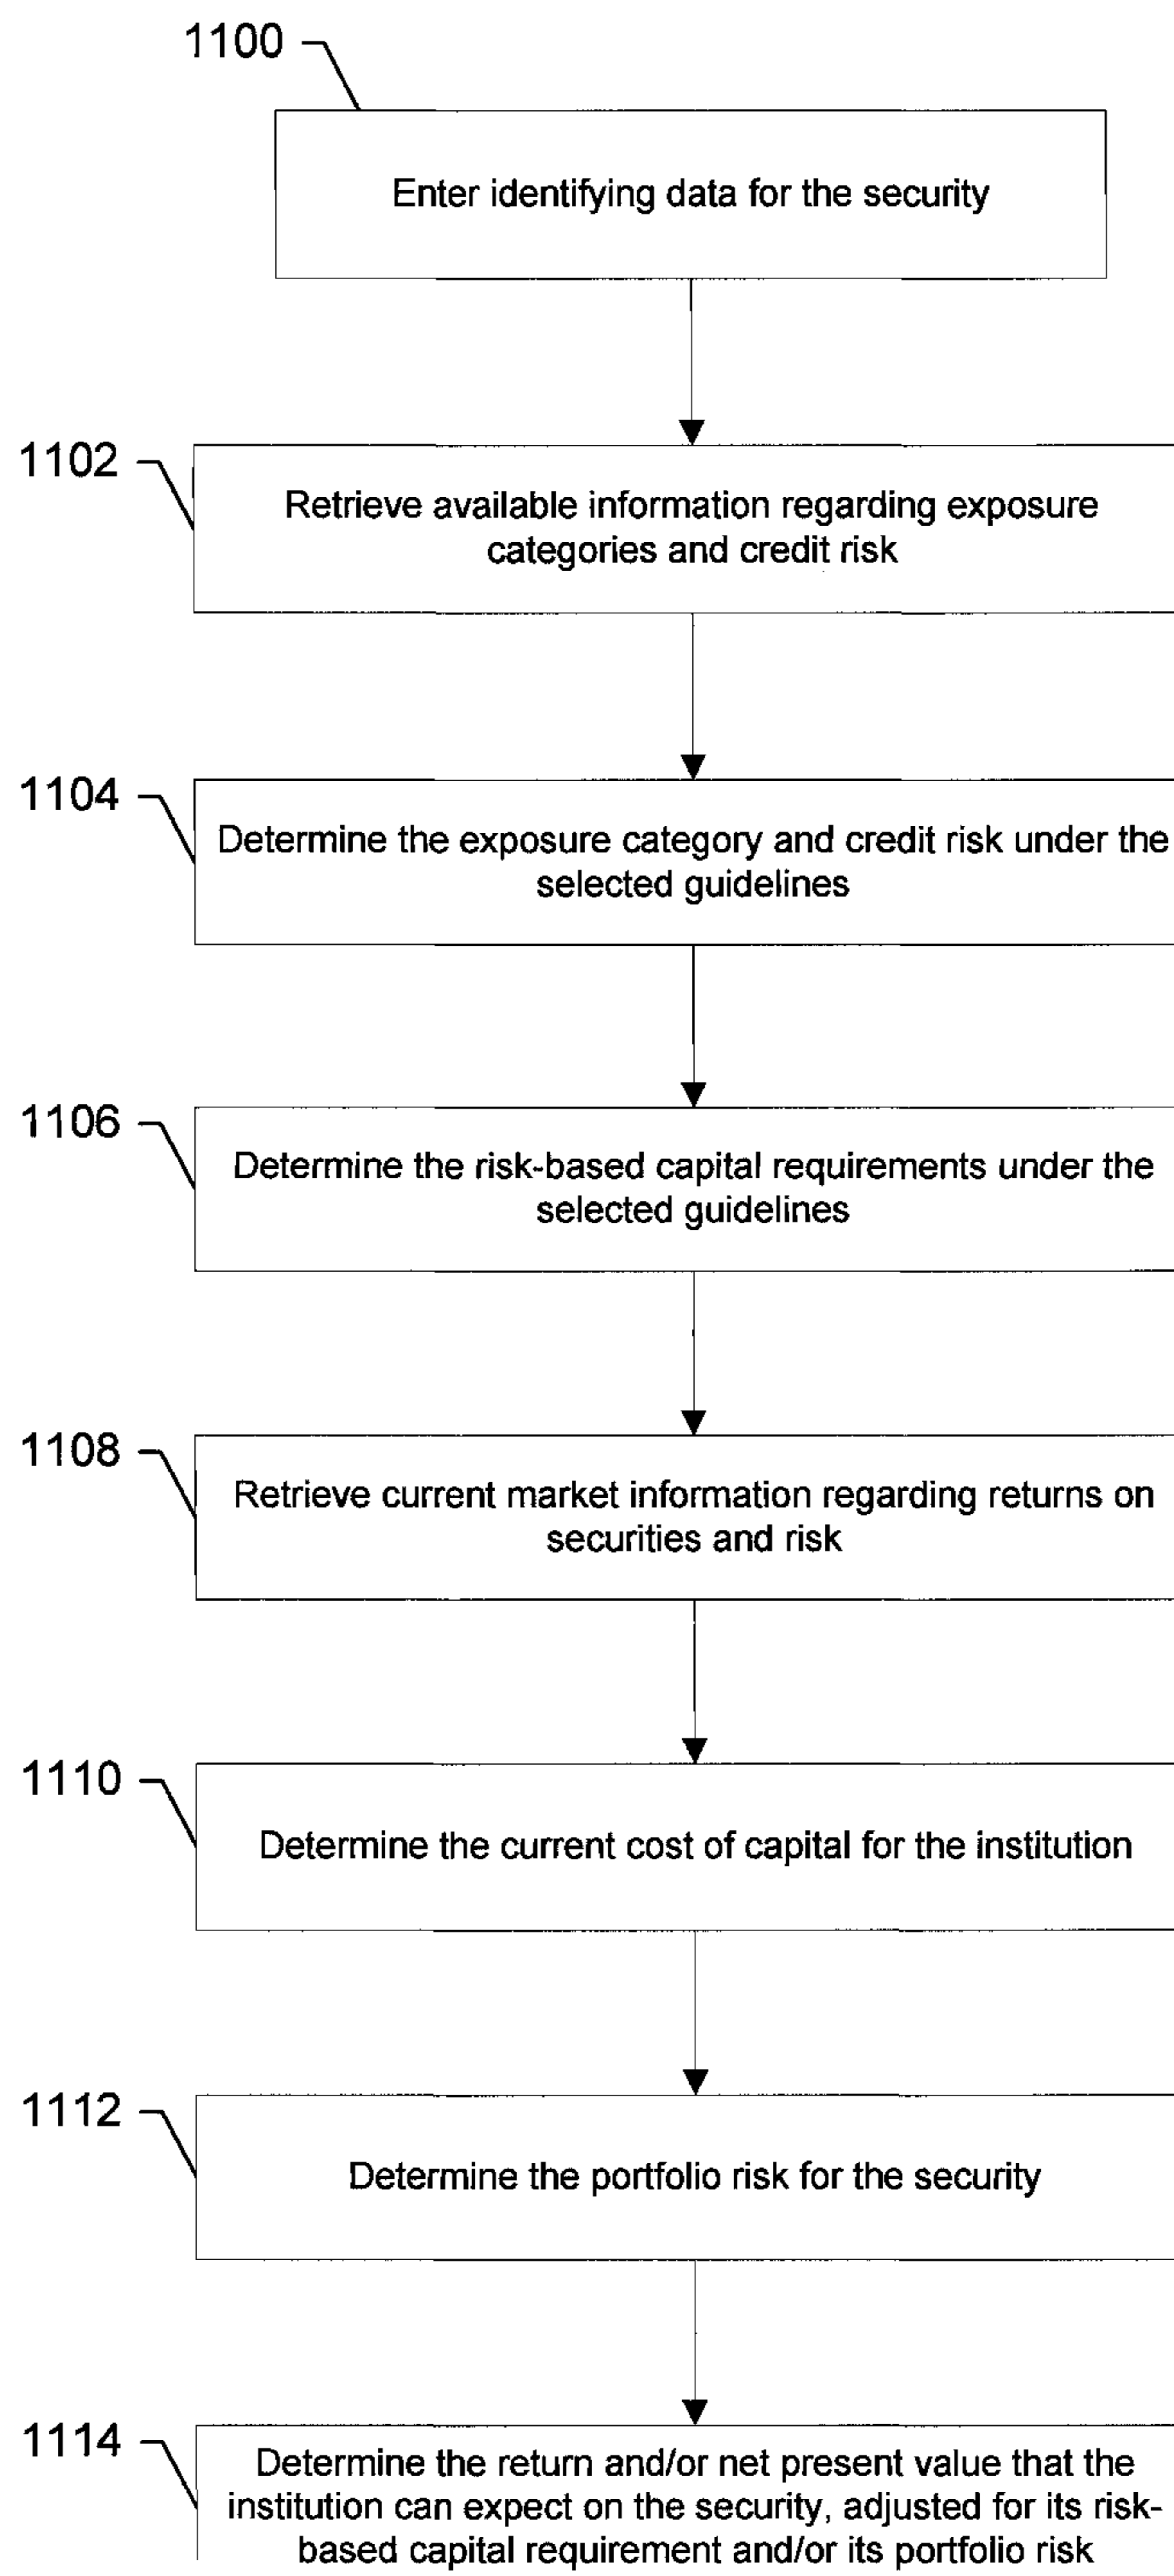 1100
Enter identifying data for the security
1102
Retrieve available information regarding exposure
categories and credit risk
1104
Determine the exposure category and credit risk under the
selected guidelines
1106
Determine the risk-based capital requirements under the
selected guidelines
1108
Retrieve current market information regarding returns on
securities and risk
1110
Determine the current cost of capital for the institution
1112
Determine the portfolio risk for the security
1114
Determine the return and/or net present value that the
institution can expect on the security, adjusted for its risk-
based capital requirement and/or its portfolio risk